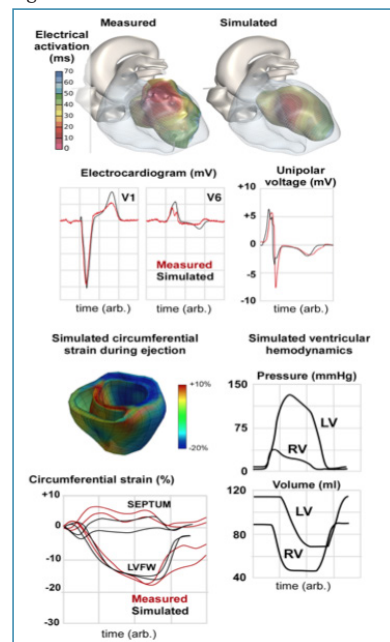 Measured
Simulated
Electrical
activation
(ms)
70
60
50
40
30
20
10
0
Electrocardiogram (mV)
V1
V6
Measured
Simulated
time (arb.)
time (arb.)
Unipolar
voltage (mV)
+10
+5
0
-5
-10
time (arb.)
Simulated circumferential
strain during ejection
+10%
-20%
Simulated ventricular
hemodynamics
Pressure (mmHg)
150
75
0
LV
RV
Circumferential strain (%)
+10
0
-10
-20
-30
SEPTUM
LVFW
Measured
Simulated
time (arb.)
Volume (ml)
120
80
40
LV
RV
time (arb.)